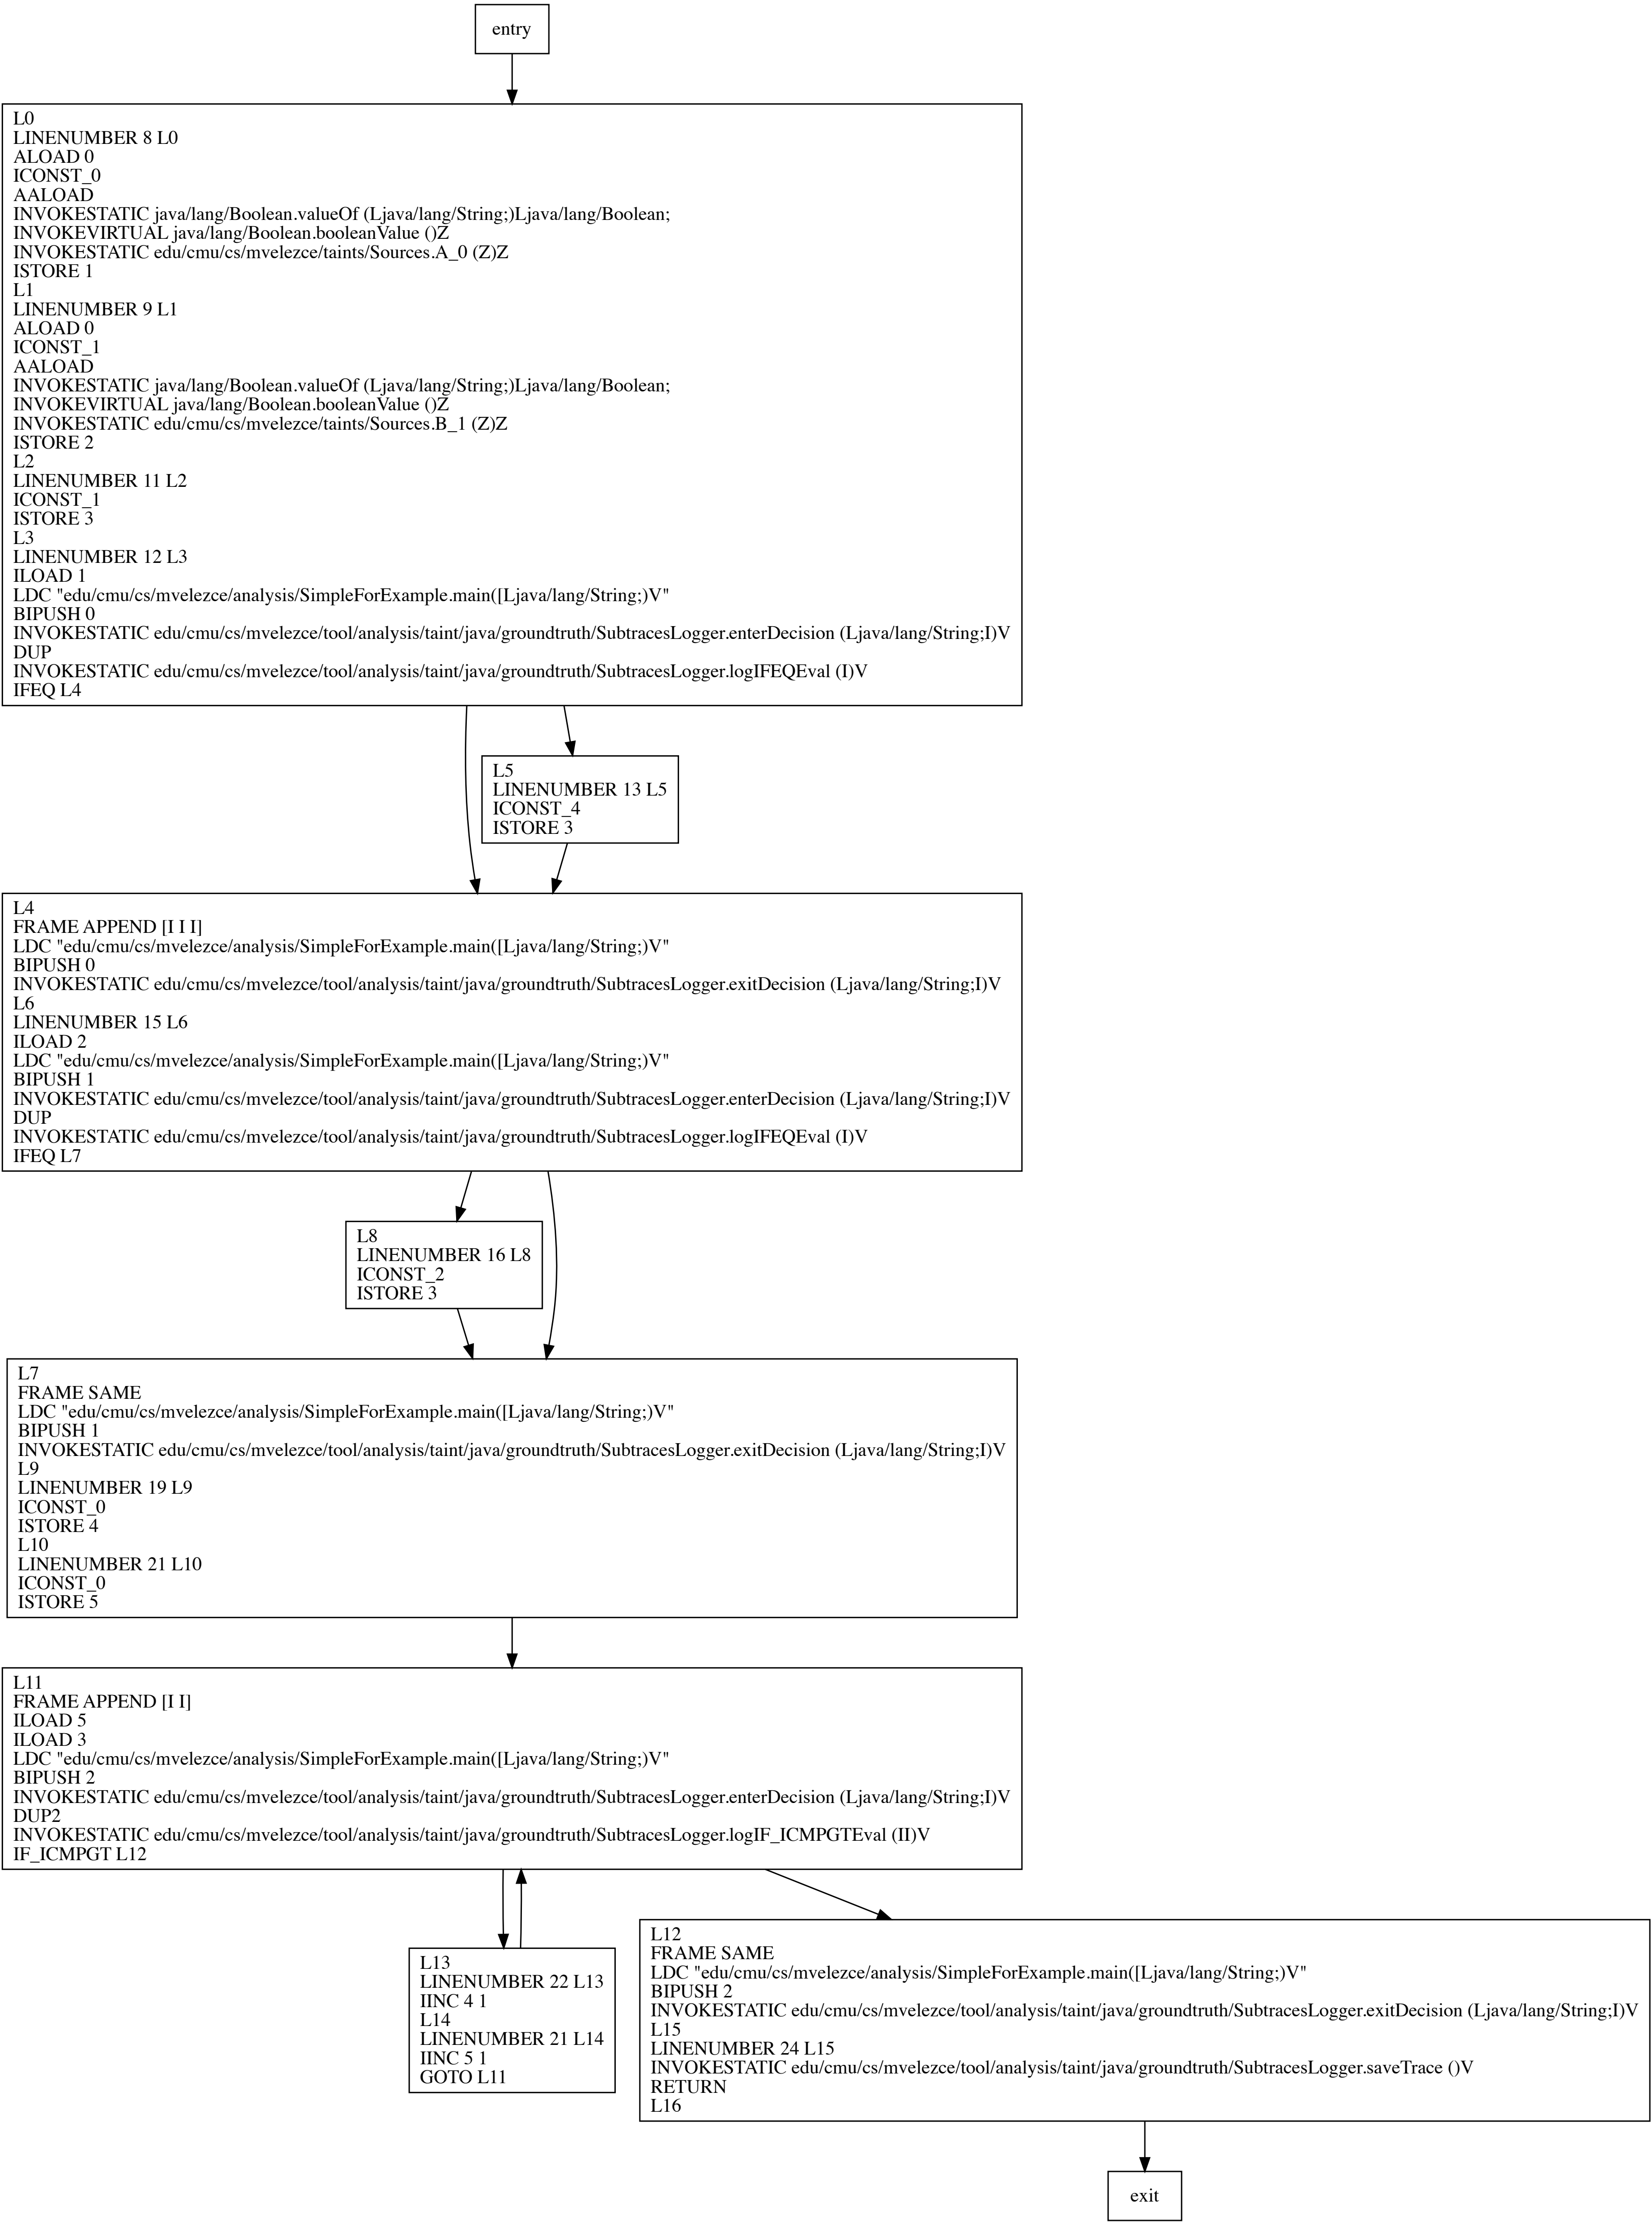 entry
L0
LINENUMBER 8 L0
ALOAD 0
ICONST_0
AALOAD
INVOKESTATIC java/lang/Boolean.valueOf (Ljava/lang/String;)Ljava/lang/Boolean;
INVOKEVIRTUAL java/lang/Boolean.booleanValue ()Z
INVOKESTATIC edu/cmu/cs/mvelezce/taints/Sources.A_0 (Z)Z
ISTORE 1
L1
LINENUMBER 9 L1
ALOAD 0
ICONST_1
AALOAD
INVOKESTATIC java/lang/Boolean.valueOf (Ljava/lang/String;)Ljava/lang/Boolean;
INVOKEVIRTUAL java/lang/Boolean.booleanValue ()Z
INVOKESTATIC edu/cmu/cs/mvelezce/taints/Sources.B_1 (Z)Z
ISTORE 2
L2
LINENUMBER 11 L2
ICONST_1
ISTORE 3
L3
LINENUMBER 12 L3
ILOAD 1
LDC "edu/cmu/cs/mvelezce/analysis/SimpleForExample.main([Ljava/lang/String;)V"
BIPUSH 0
INVOKESTATIC edu/cmu/cs/mvelezce/tool/analysis/taint/java/groundtruth/SubtracesLogger.enterDecision (Ljava/lang/String;I)V
DUP
INVOKESTATIC edu/cmu/cs/mvelezce/tool/analysis/taint/java/groundtruth/SubtracesLogger.logIFEQEval (I)V
IFEQ L4
L5
LINENUMBER 13 L5
ICONST_4
ISTORE 3
L4
FRAME APPEND [I I I]
LDC "edu/cmu/cs/mvelezce/analysis/SimpleForExample.main([Ljava/lang/String;)V"
BIPUSH 0
INVOKESTATIC edu/cmu/cs/mvelezce/tool/analysis/taint/java/groundtruth/SubtracesLogger.exitDecision (Ljava/lang/String;I)V
L6
LINENUMBER 15 L6
ILOAD 2
LDC "edu/cmu/cs/mvelezce/analysis/SimpleForExample.main([Ljava/lang/String;)V"
BIPUSH 1
INVOKESTATIC edu/cmu/cs/mvelezce/tool/analysis/taint/java/groundtruth/SubtracesLogger.enterDecision (Ljava/lang/String;I)V
DUP
INVOKESTATIC edu/cmu/cs/mvelezce/tool/analysis/taint/java/groundtruth/SubtracesLogger.logIFEQEval (I)V
IFEQ L7
L8
LINENUMBER 16 L8
ICONST_2
ISTORE 3
L7
FRAME SAME
LDC "edu/cmu/cs/mvelezce/analysis/SimpleForExample.main([Ljava/lang/String;)V"
BIPUSH 1
INVOKESTATIC edu/cmu/cs/mvelezce/tool/analysis/taint/java/groundtruth/SubtracesLogger.exitDecision (Ljava/lang/String;I)V
L9
LINENUMBER 19 L9
ICONST_0
ISTORE 4
L10
LINENUMBER 21 L10
ICONST_0
ISTORE 5
L11
FRAME APPEND [I I]
ILOAD 5
ILOAD 3
LDC "edu/cmu/cs/mvelezce/analysis/SimpleForExample.main([Ljava/lang/String;)V"
BIPUSH 2
INVOKESTATIC edu/cmu/cs/mvelezce/tool/analysis/taint/java/groundtruth/SubtracesLogger.enterDecision (Ljava/lang/String;I)V
DUP2
INVOKESTATIC edu/cmu/cs/mvelezce/tool/analysis/taint/java/groundtruth/SubtracesLogger.logIF_ICMPGTEval (II)V
IF_ICMPGT L12
L13
LINENUMBER 22 L13
IINC 4 1
L14
LINENUMBER 21 L14
IINC 5 1
GOTO L11
L12
FRAME SAME
LDC "edu/cmu/cs/mvelezce/analysis/SimpleForExample.main([Ljava/lang/String;)V"
BIPUSH 2
INVOKESTATIC edu/cmu/cs/mvelezce/tool/analysis/taint/java/groundtruth/SubtracesLogger.exitDecision (Ljava/lang/String;I)V
L15
LINENUMBER 24 L15
INVOKESTATIC edu/cmu/cs/mvelezce/tool/analysis/taint/java/groundtruth/SubtracesLogger.saveTrace ()V
RETURN
L16
exit